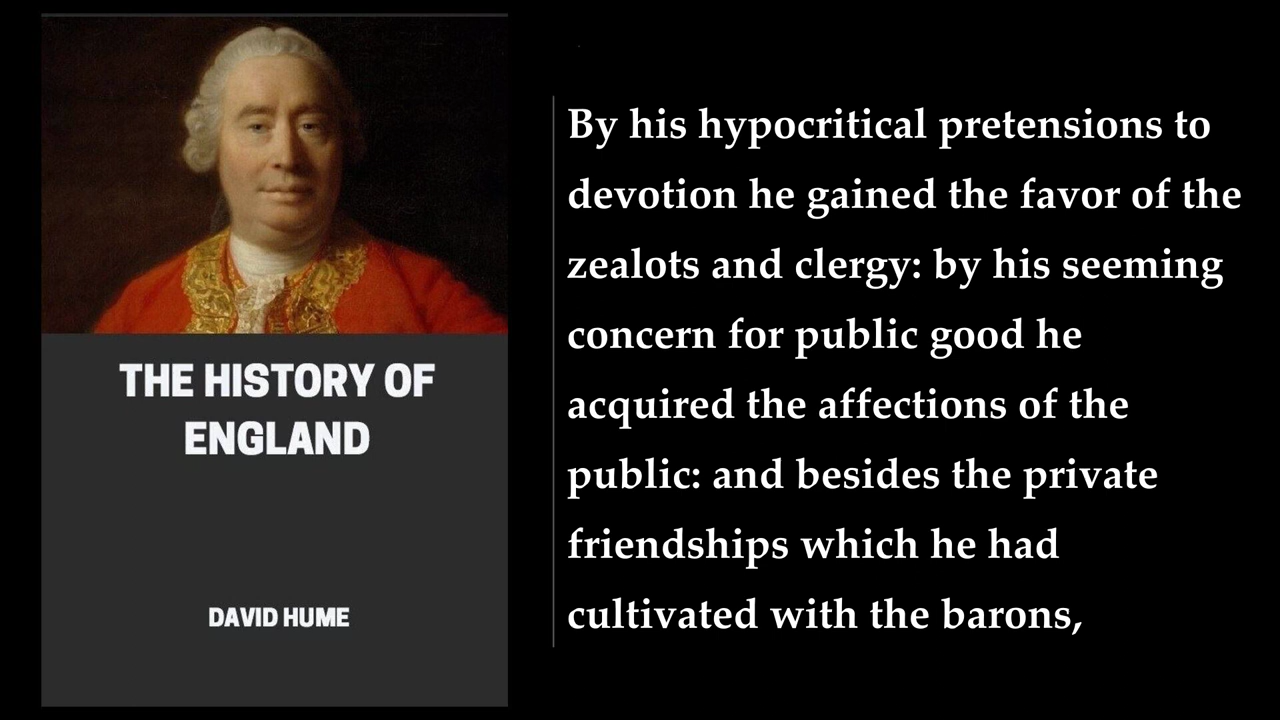 THE HISTORY OF
ENGLAND
DAVID HUME
By his hypocritical pretensions to
devotion he gained the favor of the
zealots and clergy: by his seeming
concern for public good he
acquired the affections of the
public: and besides the private
friendships which he had
cultivated with the barons,